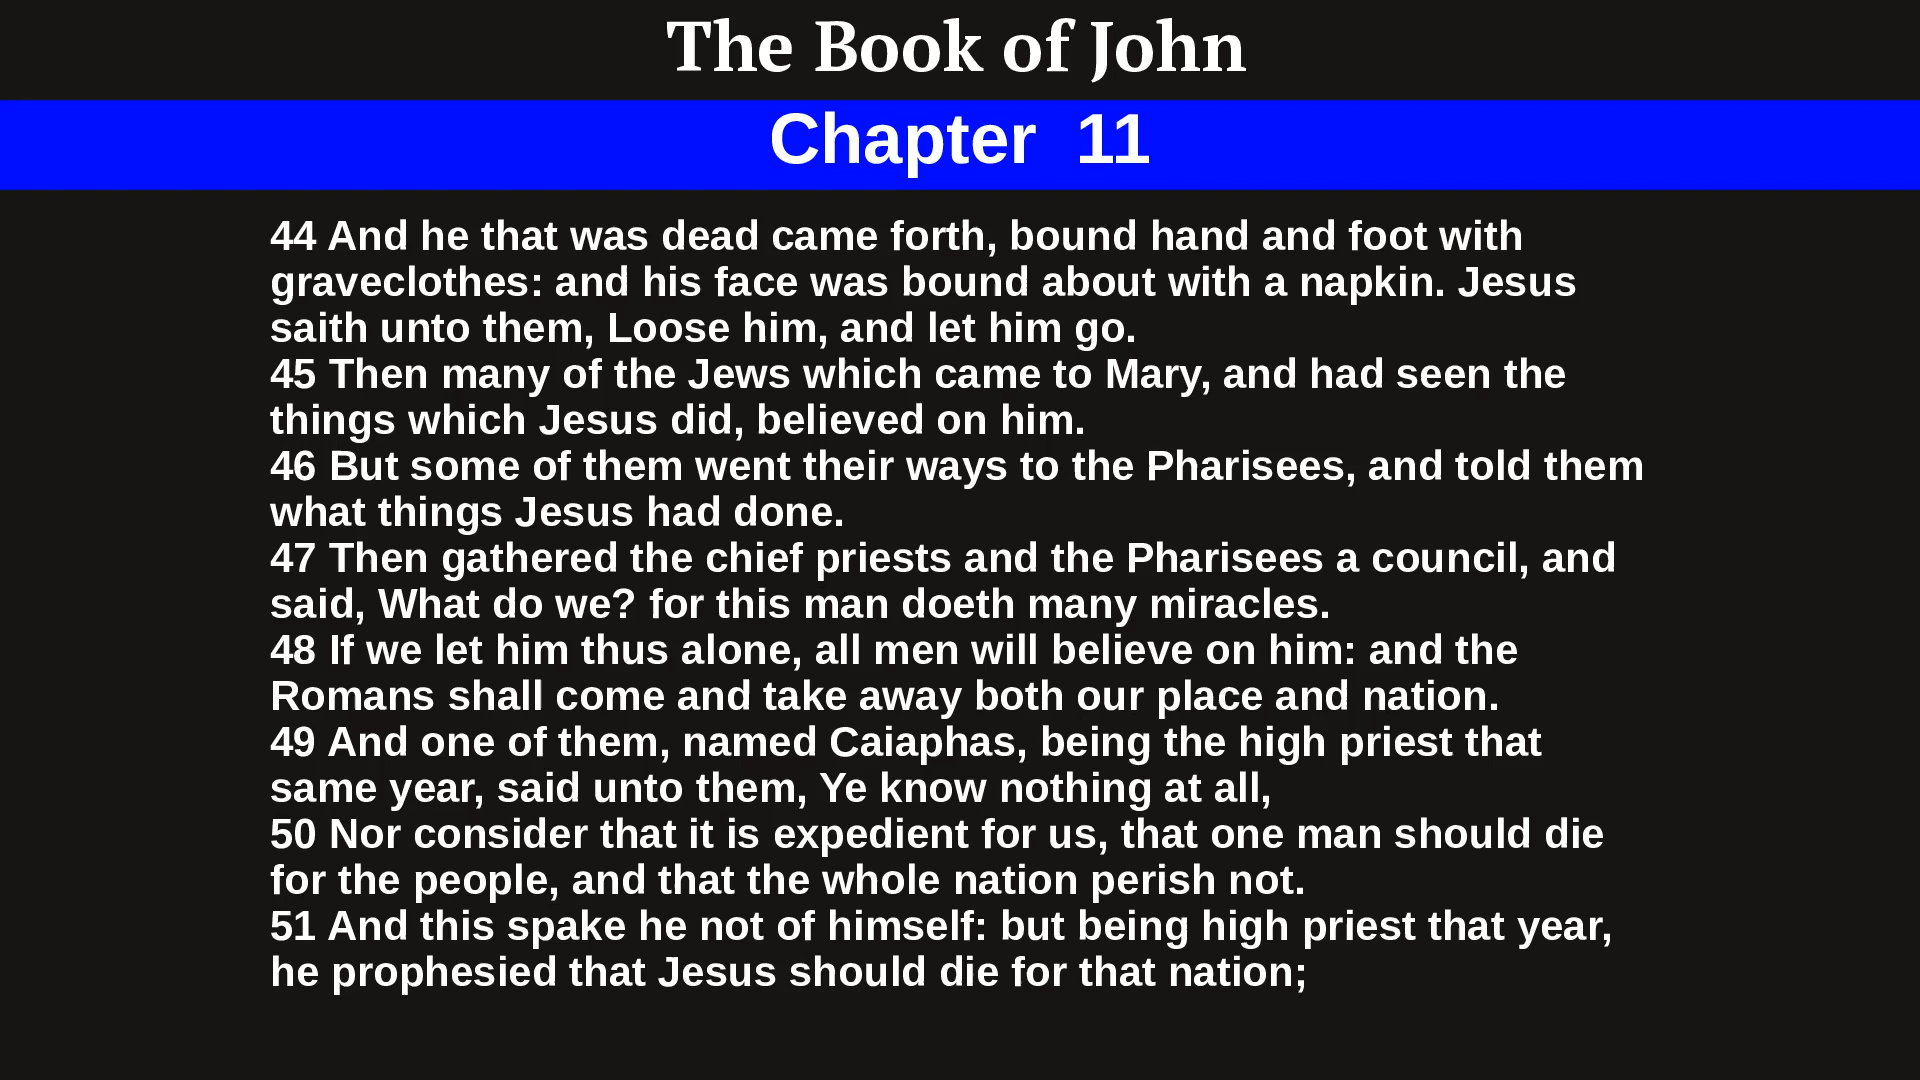 The Book of John
Chapter 11
44 And he that was dead came forth, bound hand and foot with
graveclothes: and his face was bound about with a napkin. Jesus
saith unto them, Loose him, and let him go.
45 Then many of the Jews which came to Mary, and had seen the
things which Jesus did, believed on him.
46 But some of them went their ways to the Pharisees, and told them
what things Jesus had done.
47 Then gathered the chief priests and the Pharisees a council, and
said, What do we? for this man doeth many miracles.
48 If we let him thus alone, all men will believe on him: and the
Romans shall come and take away both our place and nation.
49 And one of them, named Caiaphas, being the high priest that
same year, said unto them, Ye know nothing at all,
50 Nor consider that it is expedient for us, that one man should die
for the people, and that the whole nation perish not.
51 And this spake he not of himself: but being high priest that year,
he prophesied that Jesus should die for that nation;